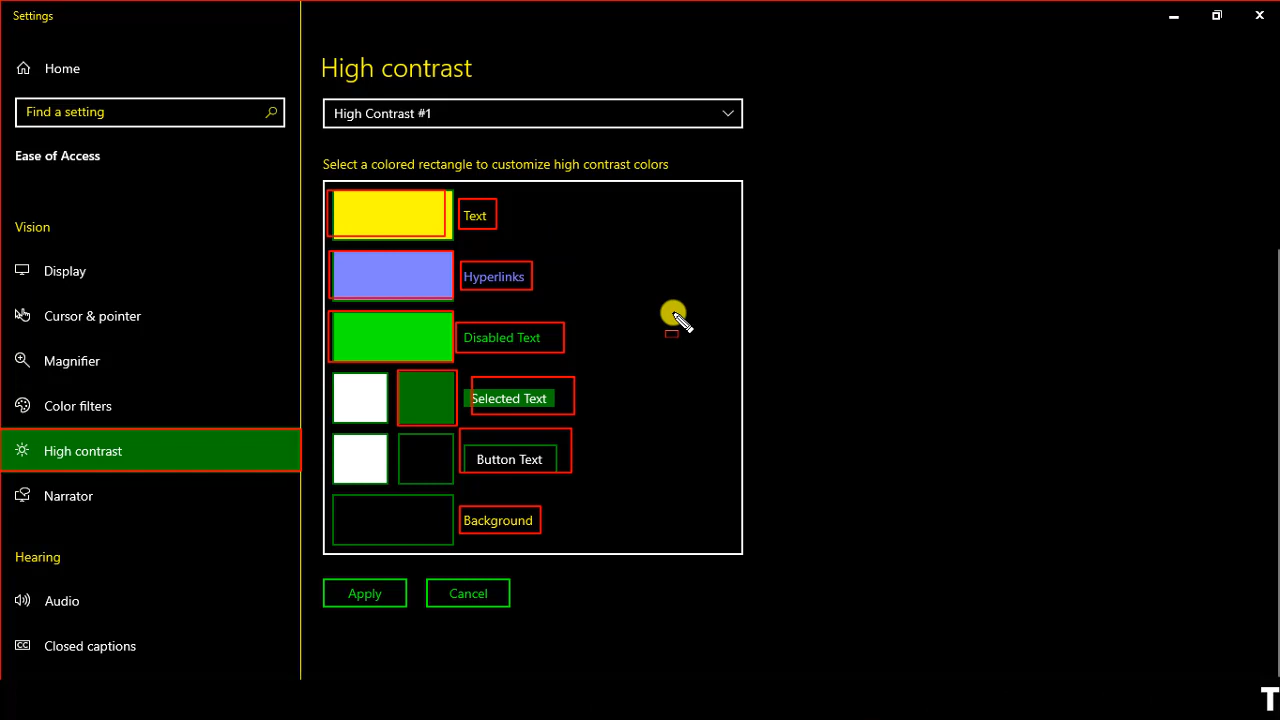 Settings
Home
Find a setting
Ease of Access
Vision
Display
Cursor & pointer
Magnifier
Color filters
High contrast
Narrator
Hearing
Audio
CC Closed captions
High contrast
High Contrast #1
Select a colored rectangle to customize high contrast colors
Text
Hyperlinks
Disabled Text
Selected Text
Button Text
Background
Apply
Cancel
T